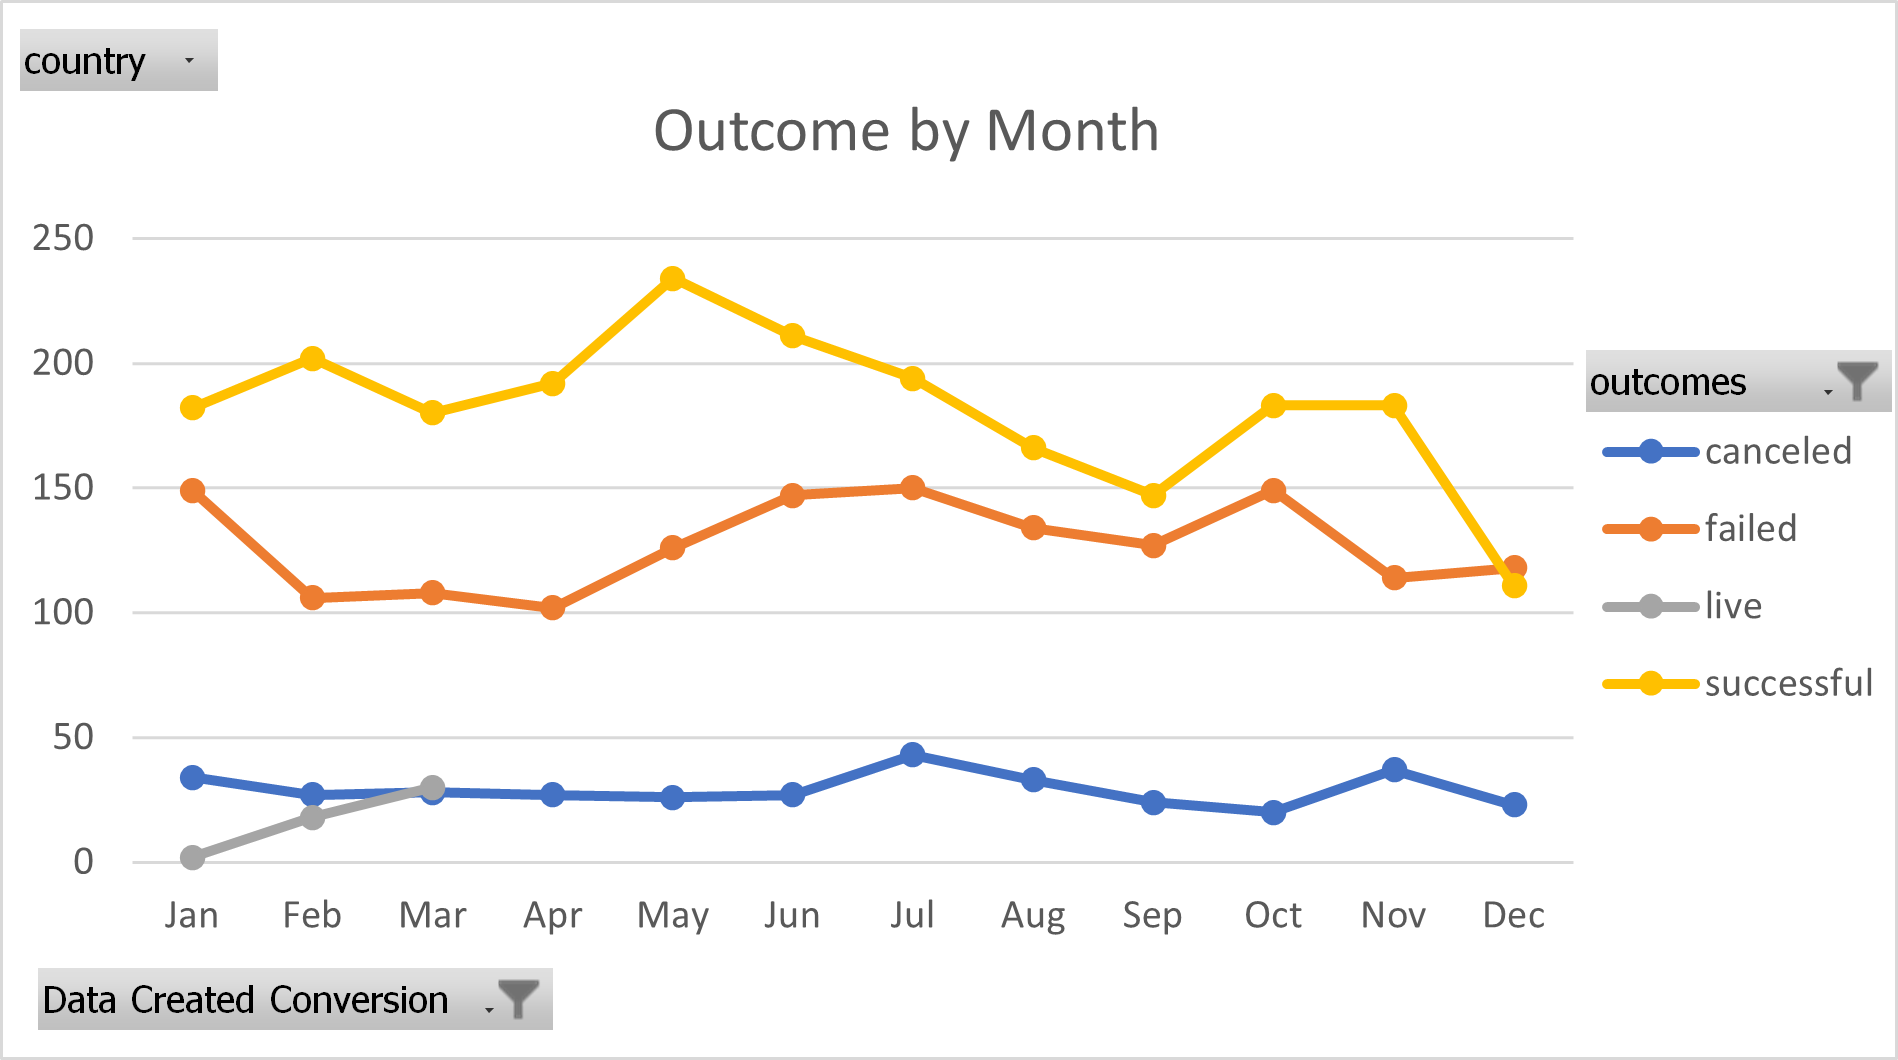 country
Outcome by Month
250
200
150
100
50
0
Jan Feb Mar Apr May Jun Jul Aug Sep Oct Nov Dec
outcomes
canceled
failed
live
successful
Data Created Conversion